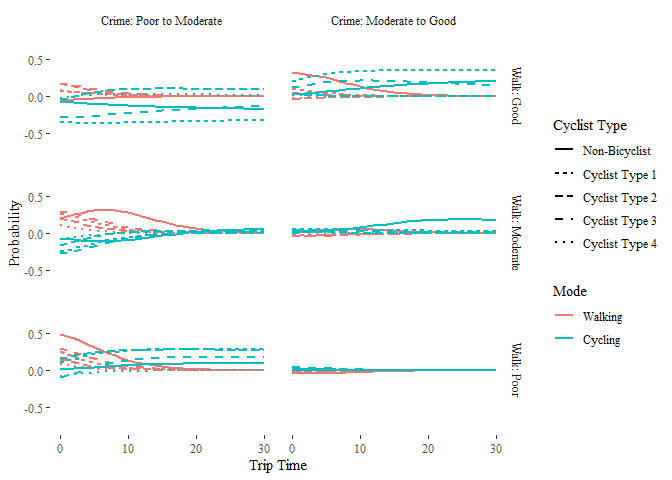 Crime: Poor to Moderate
Crime: Moderate to Good
0.5
0.0
-0.5
Walk: Good
0.5
0.0
-0.5
Walk: Moderate
0.5
0.0
-0.5
Walk: Poor
Probability
0 10 20 30
0 10 20 30
Trip Time
Cyclist Type
Non-Bicyclist
Cyclist Type 1
Cyclist Type 2
Cyclist Type 3
Cyclist Type 4
Mode
Walking
Cycling